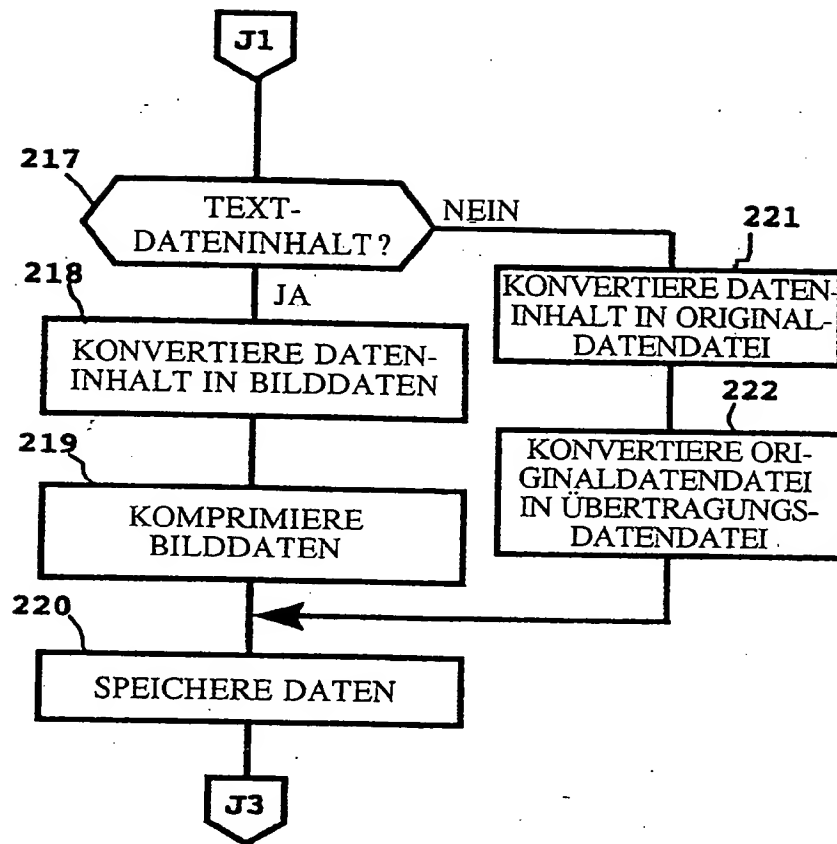 J1
217
TEXT-
DATENINHALT?
NEIN
218
JA
KONVERTIERE DATEN-
INHALT IN BILDDATEN
219
KOMPRIMIERE
BILDDATEN
221
KONVERTIERE DATEN-
INHALT IN ORIGINAL-
DATENDATEI
222
KONVERTIERE ORI-
GINALDATENDATEI
IN ÜBERTRAGUNGS-
DATENDATEI
220
SPEICHERE DATEN
J3